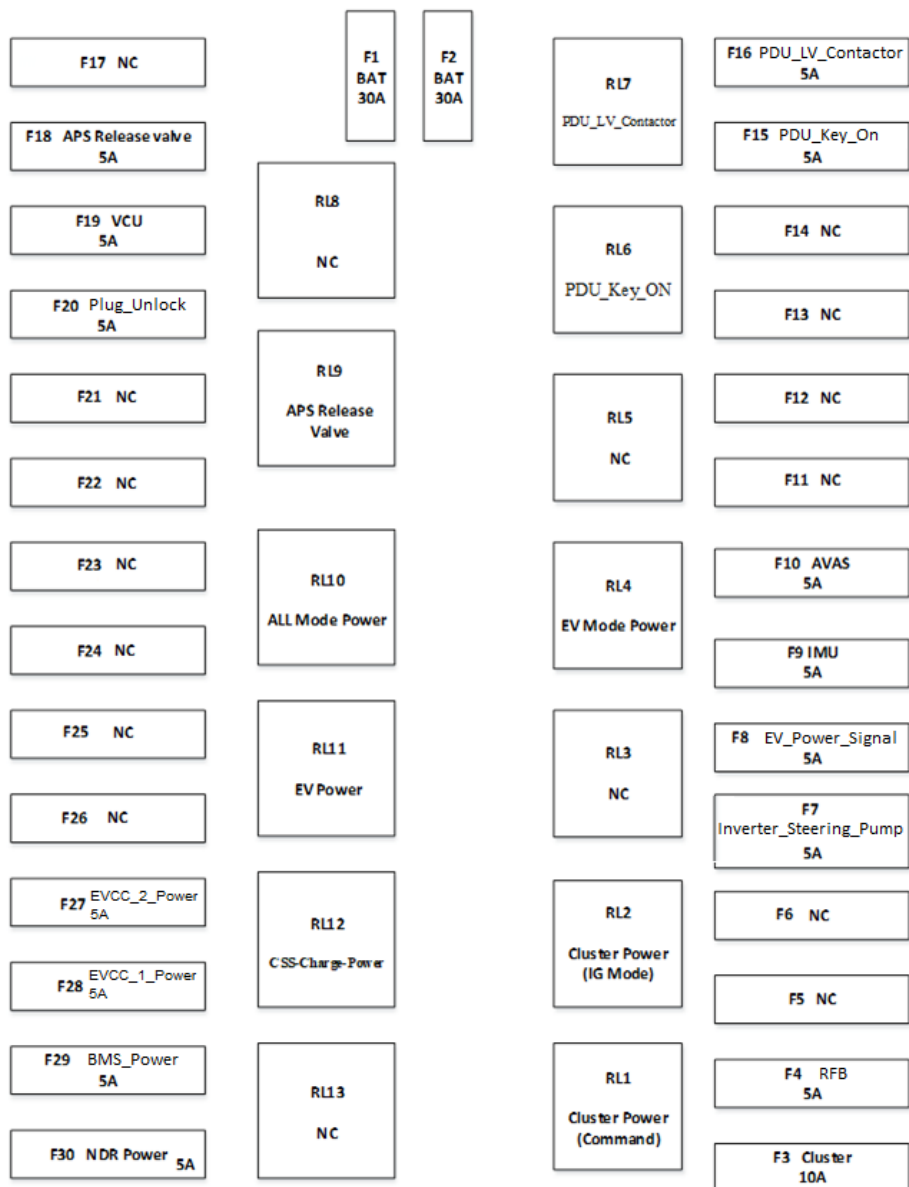 F17 NC
F18 APS Release valve
5A
F19 VCU
5A
F20 Plug_Unlock
5A
F21 NC
F22 NC
F23 NC
F24 NC
F25 NC
F26 NC
F27 EVCC_2_Power
5A
F28 EVCC_1_Power
5A
F29 BMS_Power
5A
F30 NDR Power 5A
F1
BAT
30A
F2
BAT
30A
RL8
NC
RL9
APS Release
Valve
RL10
ALL Mode Power
RL11
EV Power
RL12
CSS-Charge-Power
RL13
NC
RL7
PDU_LV_Contactor
RL6
PDU_Key_ON
RL5
NC
RL4
EV Mode Power
RL3
NC
RL2
Cluster Power
(IG Mode)
RL1
Cluster Power
(Command)
F16 PDU_LV_Contactor
5A
F15 PDU_Key_On
5A
F14 NC
F13 NC
F12 NC
F11 NC
F10 AVAS
5A
F9 IMU
5A
F8 EV_Power_Signal
5A
F7
Inverter_Steering_Pump
5A
F6 NC
F5 NC
F4 RFB
5A
F3 Cluster
10A